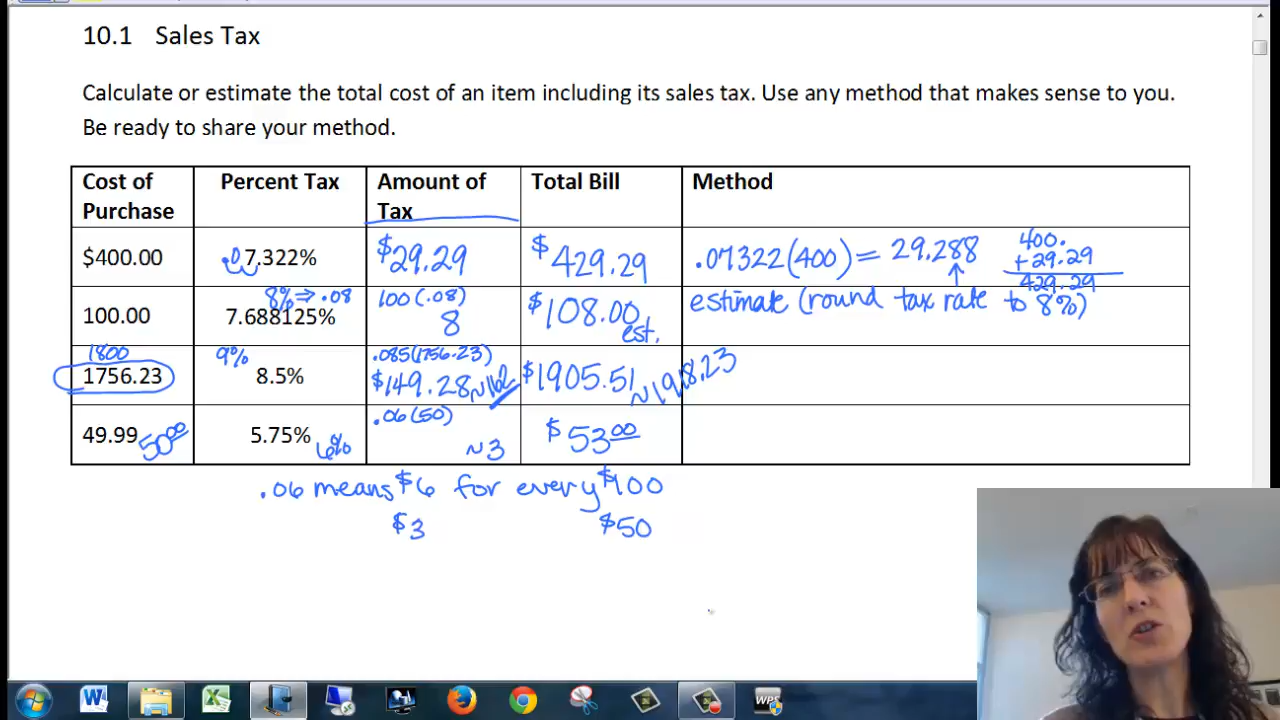 10.1 Sales Tax
Calculate or estimate the total cost of an item including its sales tax. Use any method that makes sense to you.
Be ready to share your method.
Cost of Purchase Percent Tax Amount of Tax Total Bill Method
$400.00 .07.322% $29.29 $429.29 .07322(400) = 29.288 400. + 29.29 429.29
8% ⇒ .08 100(.08)
100.00 7.688125% 8 $108.00 est. estimate (round tax rate to 8%)
1800 9% .085(1756.23)
1756.23 8.5% $149.28 ~162 $1905.51 ~1918.23
.06(50)
49.99 50.00 5.75% 6% ~3 $53.00
.06 means $6 for every $100
$3 $50
W X WPS